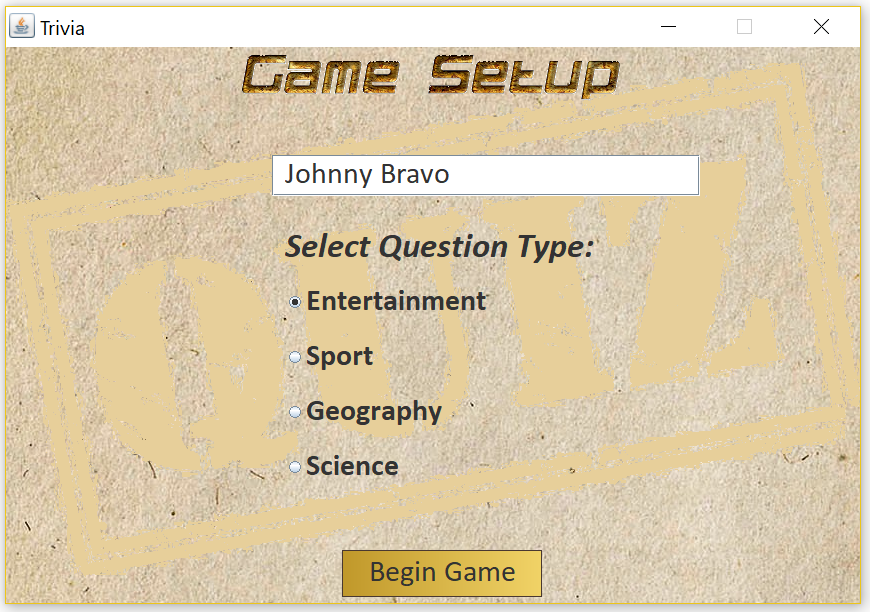 Trivia
Game Setup
QUIZ
Johnny Bravo
Select Question Type:
Entertainment
Sport
Geography
Science
Begin Game